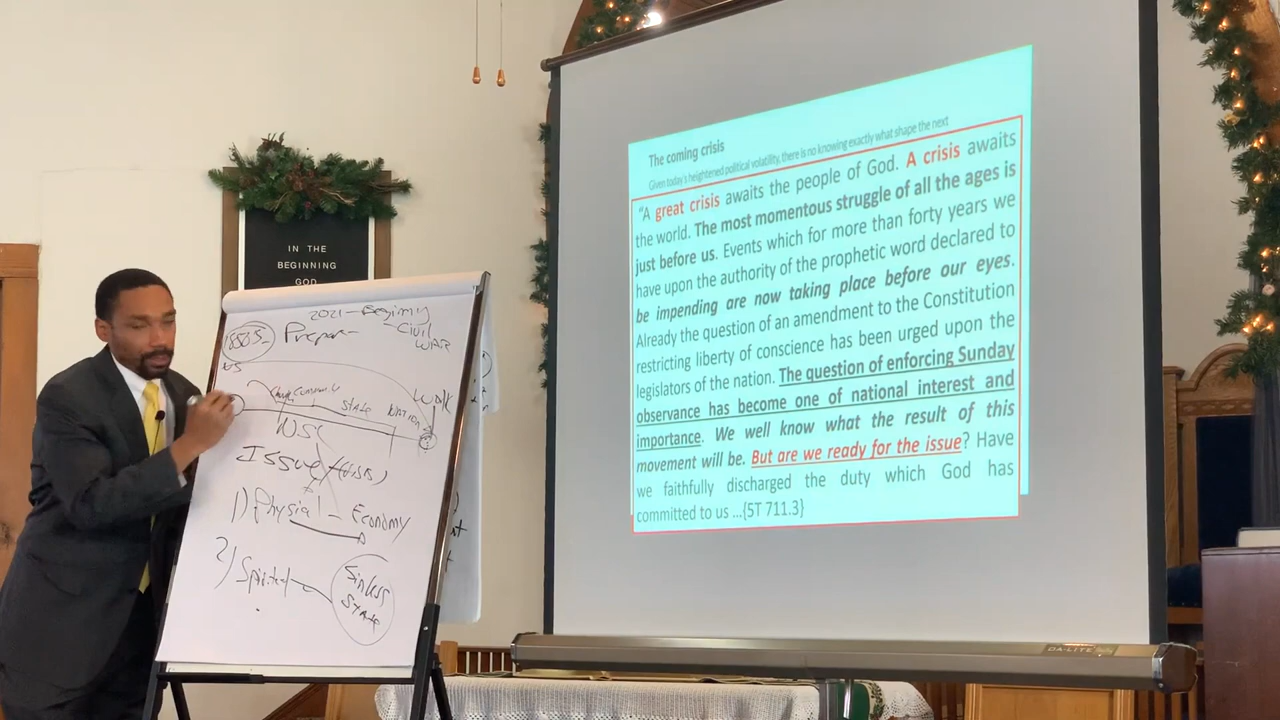 IN THE
BEGINNING
GOD
2021 - Beginning
1850s Prepar - Civil
WAR
US
Church Community
STATE
NATION
WORLD
Issue (crisis)
1) Physical - Economy
2) Spiritual
Sinless
STATE
The coming crisis
Given today's heightened political volatility, there is no knowing exactly what shape the next
"A great crisis awaits the people of God. A crisis awaits
the world. The most momentous struggle of all the ages is
just before us. Events which for more than forty years we
have upon the authority of the prophetic word declared to
be impending are now taking place before our eyes.
Already the question of an amendment to the Constitution
restricting liberty of conscience has been urged upon the
legislators of the nation. The question of enforcing Sunday
observance has become one of national interest and
importance. We well know what the result of this
movement will be. But are we ready for the issue? Have
we faithfully discharged the duty which God has
committed to us ...{5T 711.3}
DA-LITE